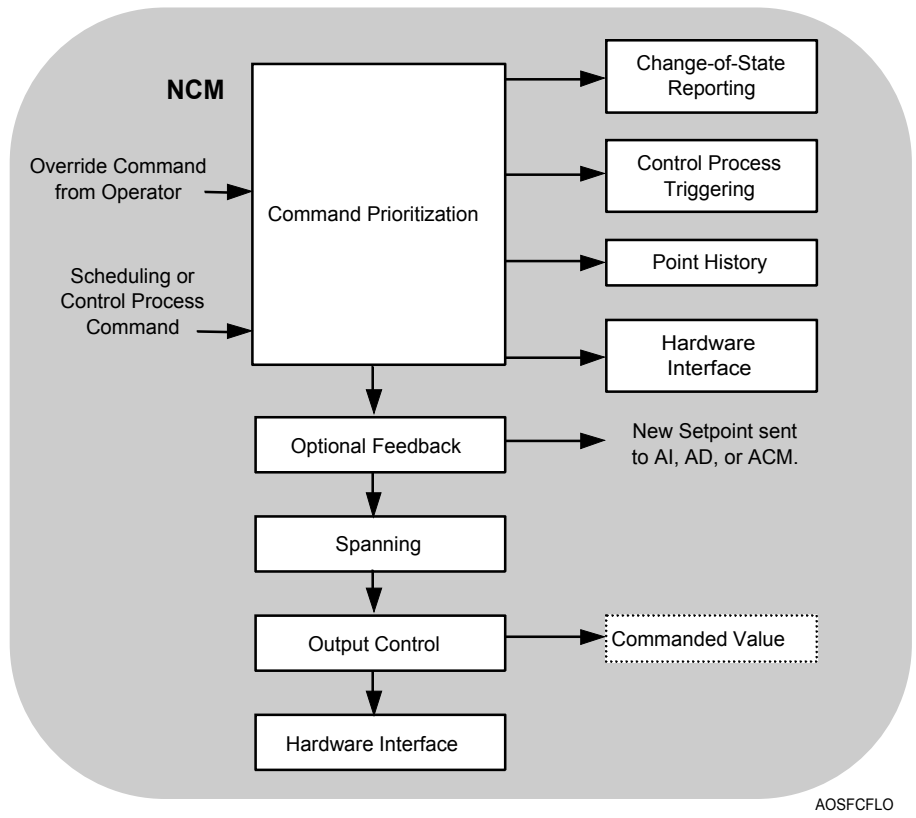 NCM
Override Command
from Operator
Scheduling or
Control Process
Command
Command Prioritization
Change-of-State
Reporting
Control Process
Triggering
Point History
Hardware
Interface
Optional Feedback
New Setpoint sent
to AI, AD, or ACM.
Spanning
Output Control
Commanded Value
Hardware Interface
AOSFCFLO